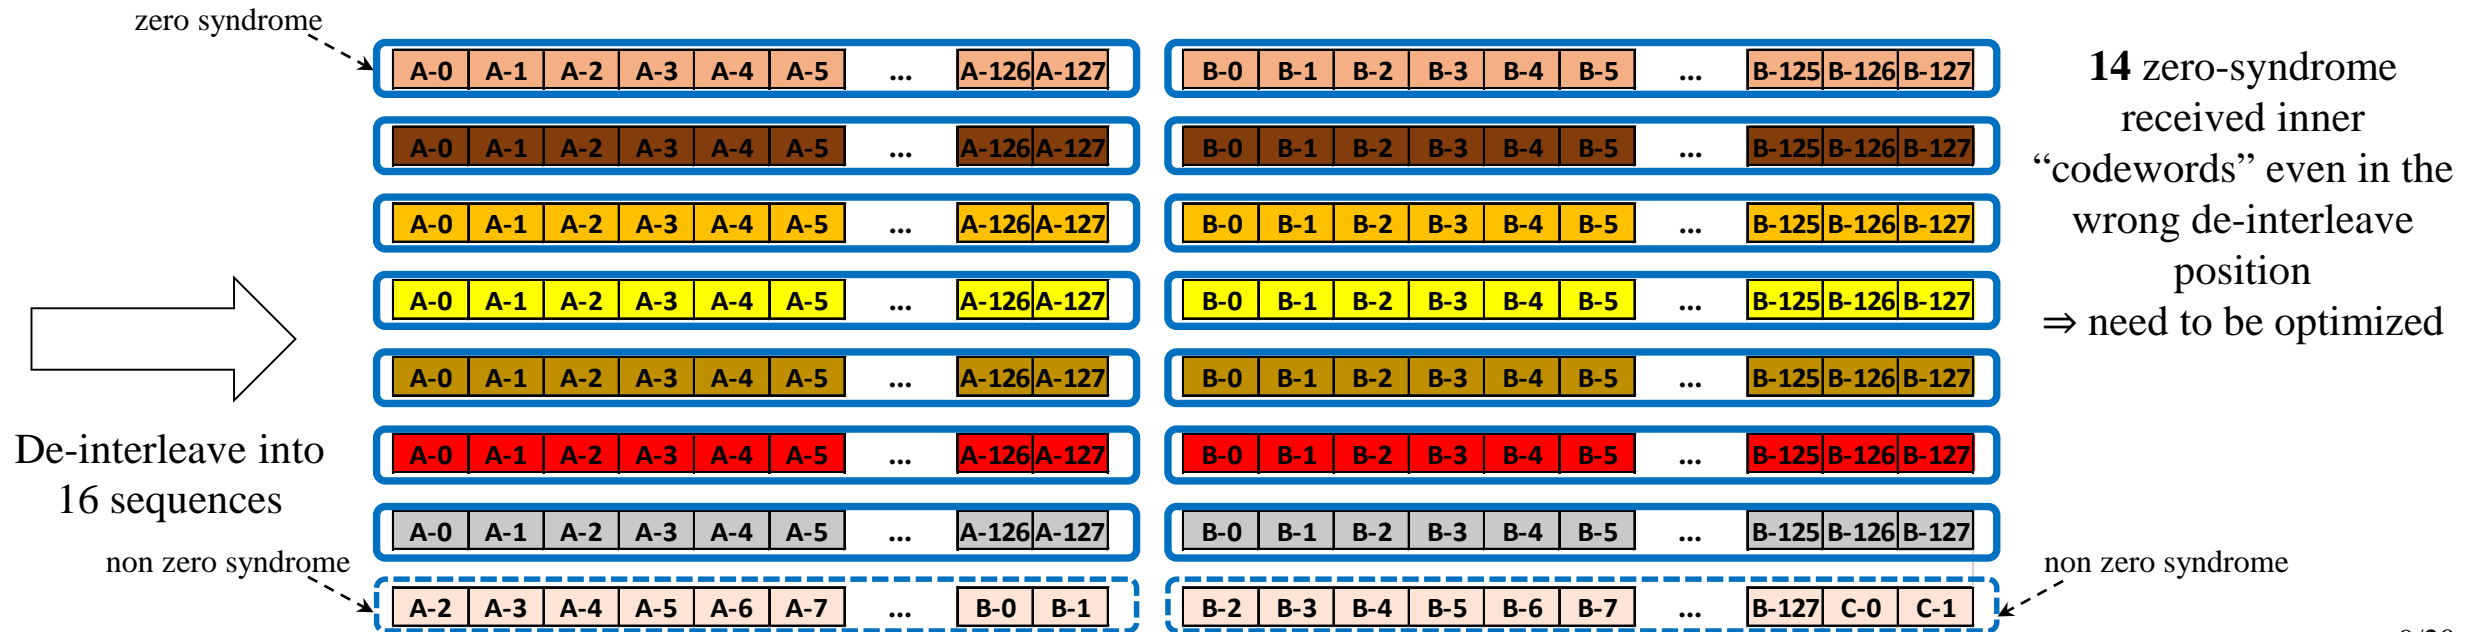 zero syndrome
A-0 A-1 A-2 A-3 A-4 A-5 ... A-126 A-127 B-0 B-1 B-2 B-3 B-4 B-5 ... B-125 B-126 B-127
A-0 A-1 A-2 A-3 A-4 A-5 ... A-126 A-127 B-0 B-1 B-2 B-3 B-4 B-5 ... B-125 B-126 B-127
A-0 A-1 A-2 A-3 A-4 A-5 ... A-126 A-127 B-0 B-1 B-2 B-3 B-4 B-5 ... B-125 B-126 B-127
A-0 A-1 A-2 A-3 A-4 A-5 ... A-126 A-127 B-0 B-1 B-2 B-3 B-4 B-5 ... B-125 B-126 B-127
A-0 A-1 A-2 A-3 A-4 A-5 ... A-126 A-127 B-0 B-1 B-2 B-3 B-4 B-5 ... B-125 B-126 B-127
A-0 A-1 A-2 A-3 A-4 A-5 ... A-126 A-127 B-0 B-1 B-2 B-3 B-4 B-5 ... B-125 B-126 B-127
A-0 A-1 A-2 A-3 A-4 A-5 ... A-126 A-127 B-0 B-1 B-2 B-3 B-4 B-5 ... B-125 B-126 B-127
A-2 A-3 A-4 A-5 A-6 A-7 ... B-0 B-1 B-2 B-3 B-4 B-5 B-6 B-7 ... B-127 C-0 C-1
De-interleave into
16 sequences
non zero syndrome
14 zero-syndrome
received inner
“codewords” even in the
wrong de-interleave
position
⇒ need to be optimized
non zero syndrome